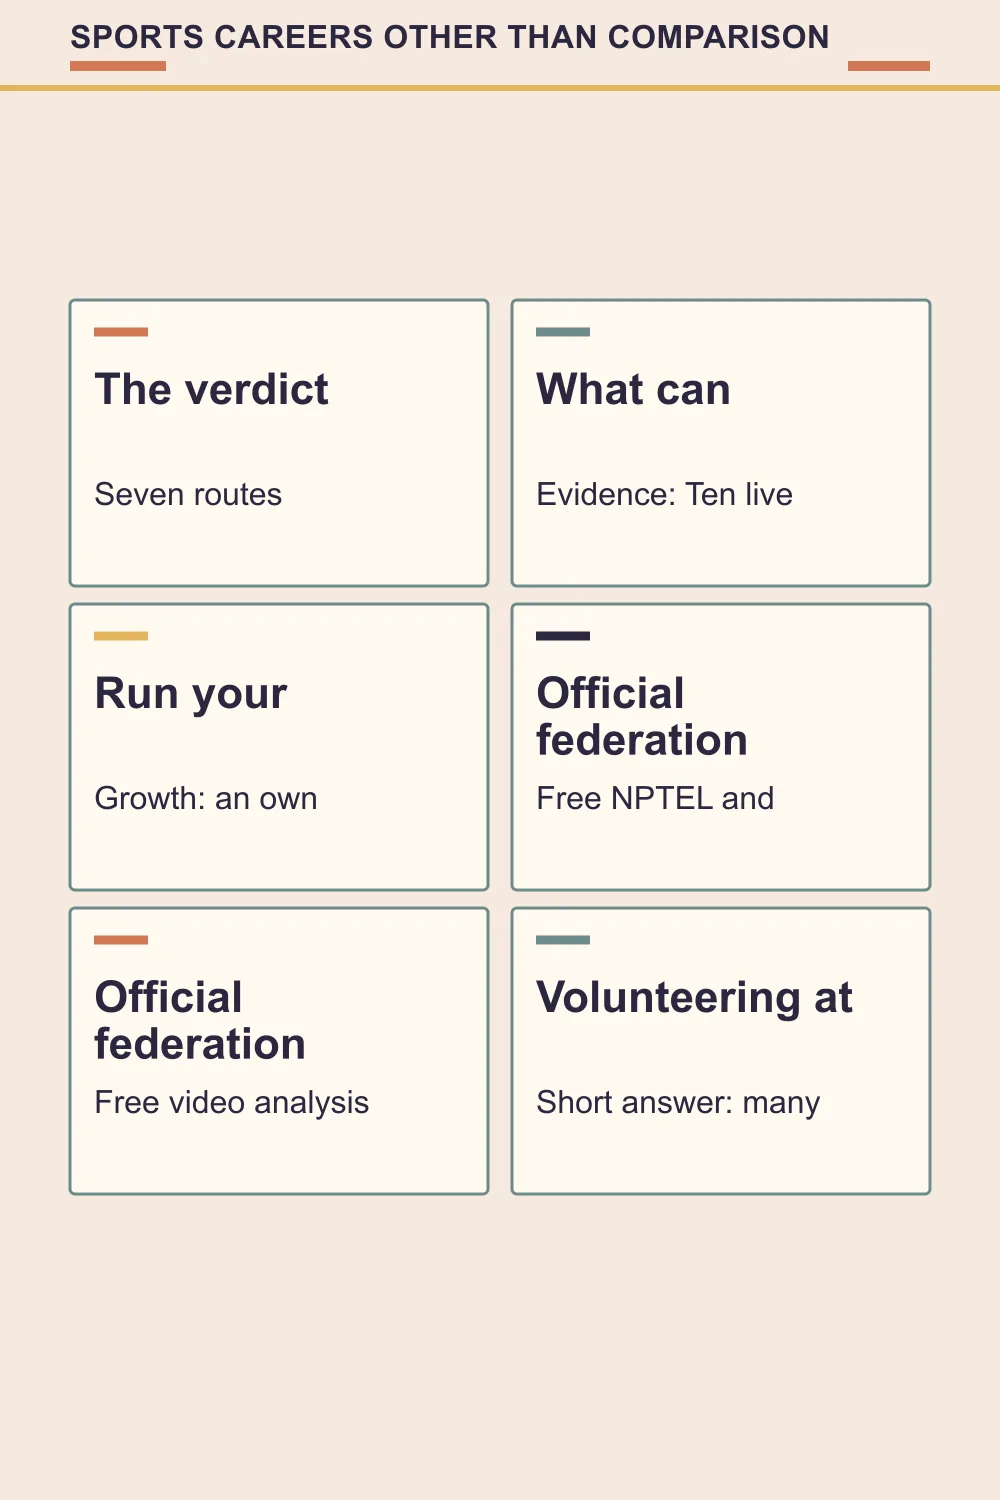 SPORTS CAREERS OTHER THAN COMPARISON
The verdict
Seven routes
What can
Evidence: Ten live
Run your
Growth: an own
Official
federation
Free NPTEL and
Official
federation
Free video analysis
Volunteering at
Short answer: many